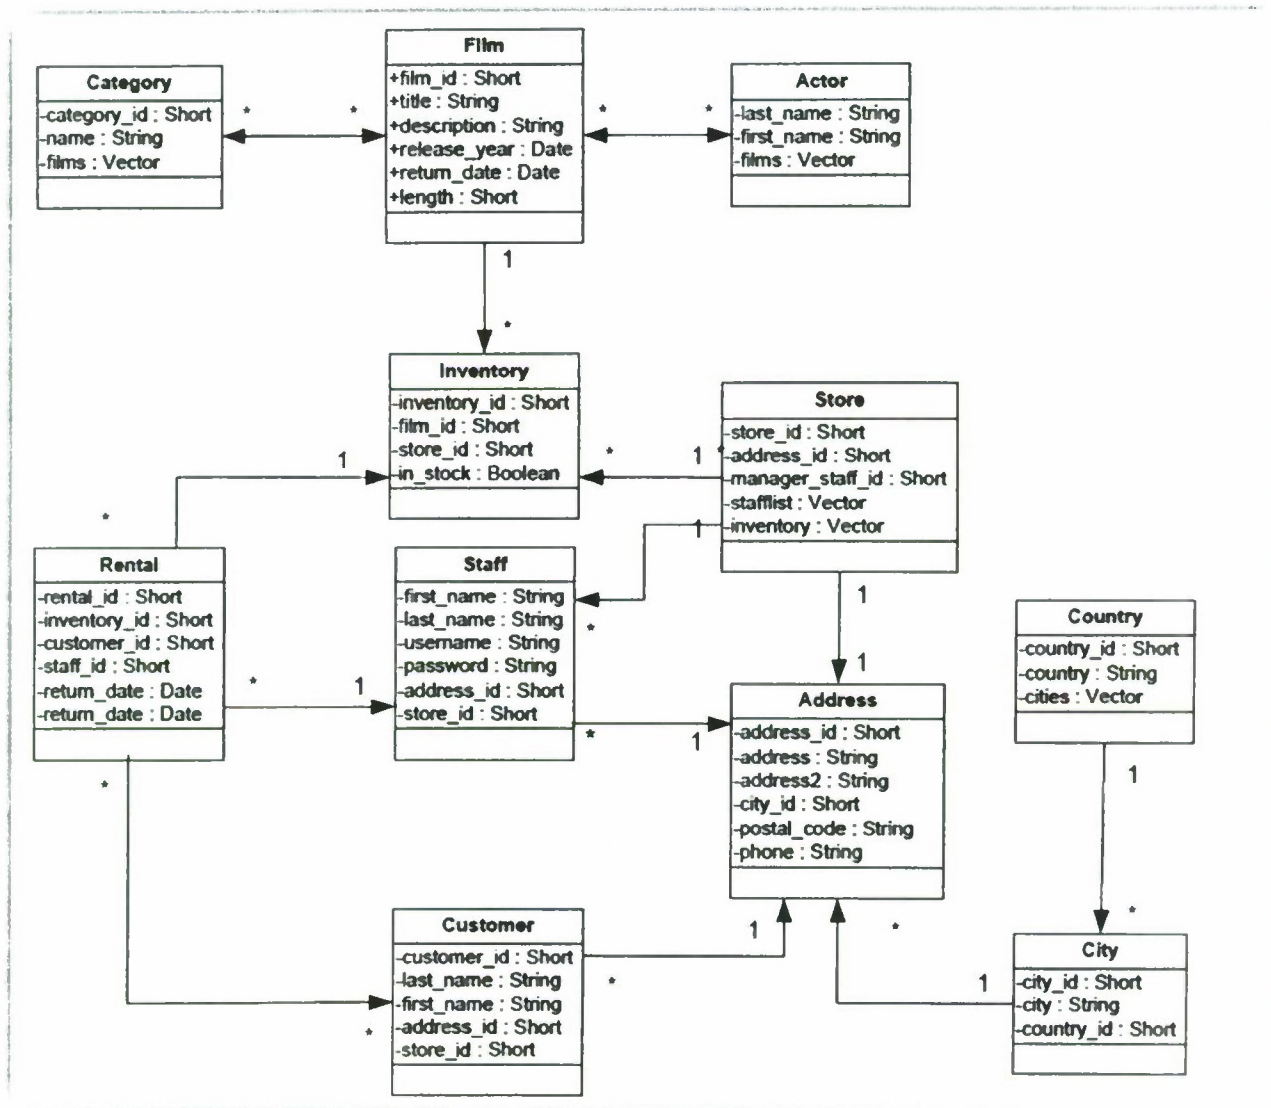 Category
-category_id : Short
-name : String
-films : Vector
* *
Film
+film_id : Short
+title : String
+description : String
+release_year : Date
+return_date : Date
+length : Short
* *
Actor
-last_name : String
-first_name : String
-films : Vector
1
*
Inventory
-inventory_id : Short
-film_id : Short
-store_id : Short
-in_stock : Boolean
Store
-store_id : Short
-address_id : Short
-manager_staff_id : Short
-stafflist : Vector
-inventory : Vector
* 1 *
1
*
1
*
Rental
-rental_id : Short
-inventory_id : Short
-customer_id : Short
-staff_id : Short
-return_date : Date
-return_date : Date
* 1
Staff
-first_name : String
-last_name : String
-username : String
-password : String
-address_id : Short
-store_id : Short
* 1
1
1
Address
-address_id : Short
-address : String
-address2 : String
-city_id : Short
-postal_code : String
-phone : String
Country
-country_id : Short
-country : String
-cities : Vector
1
*
*
*
Customer
-customer_id : Short
-last_name : String
-first_name : String
-address_id : Short
-store_id : Short
1
*
*
1
City
-city_id : Short
-city : String
-country_id : Short